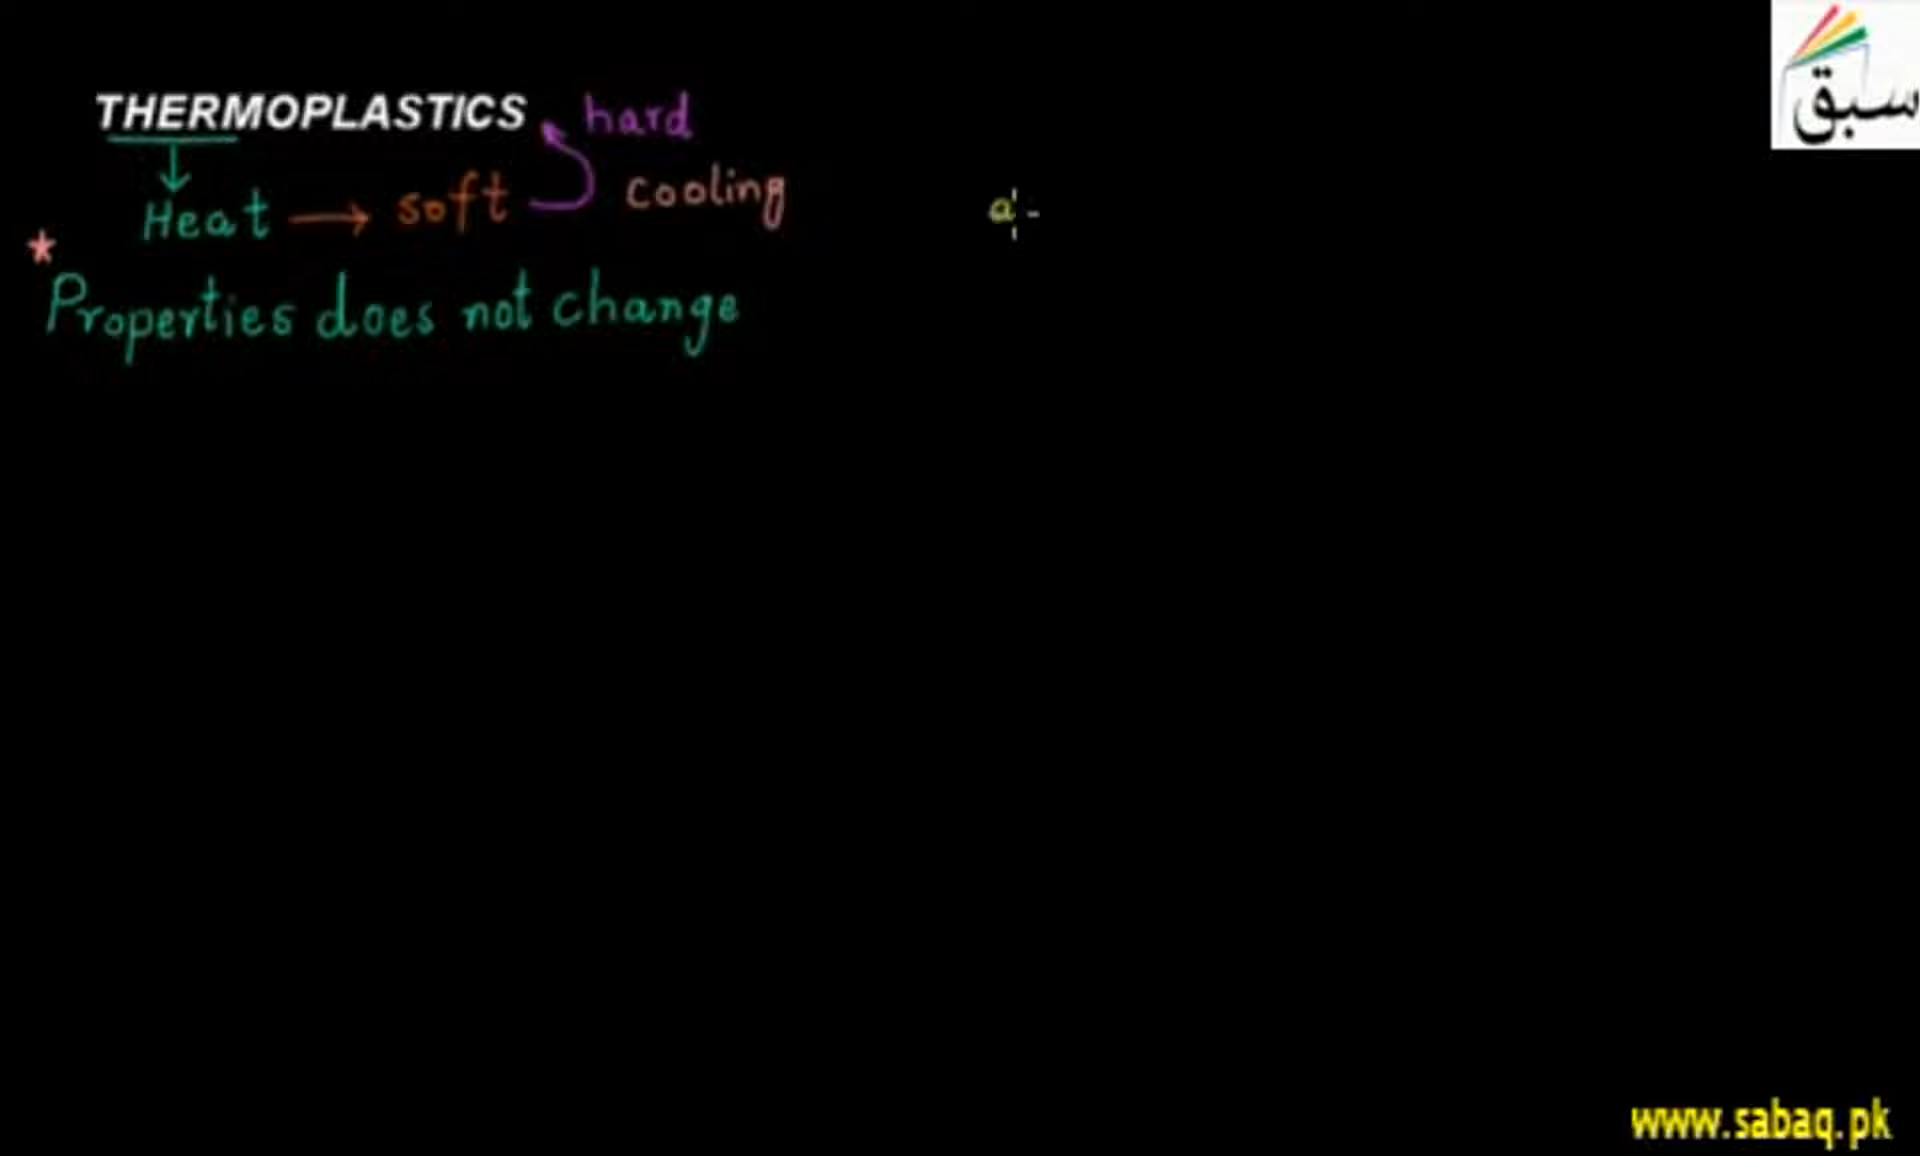 THERMOPLASTICS hard
Heat → soft cooling
* Properties does not change
a
سبق
www.sabaq.pk